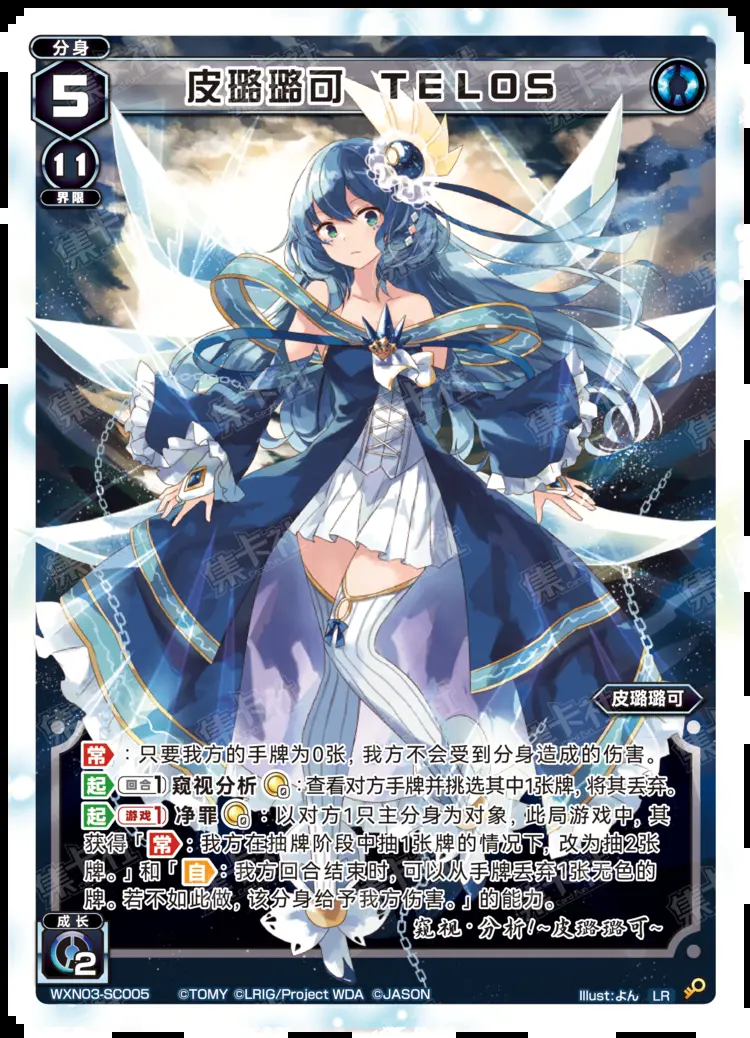 分身
5
皮璐璐可 TELOS
11
界限
皮璐璐可
常：只要我方的手牌为0张，我方不会受到分身造成的伤害。
起 回合1 窥视分析：查看对方手牌并挑选其中1张牌，将其丢弃。
起 游戏1 净罪：以对方1只主分身为对象，此局游戏中，其
获得「常：我方在抽牌阶段中抽1张牌的情况下，改为抽2张
牌。」和「自：我方回合结束时，可以从手牌丢弃1张无色的
牌。若不如此做，该分身给予我方伤害。」的能力。
窥视·分析!~皮璐璐可~
成长
2
WXN03-SC005 ©TOMY ©LRIG/Project WDA ©JASON Illust:よん LR
集卡社